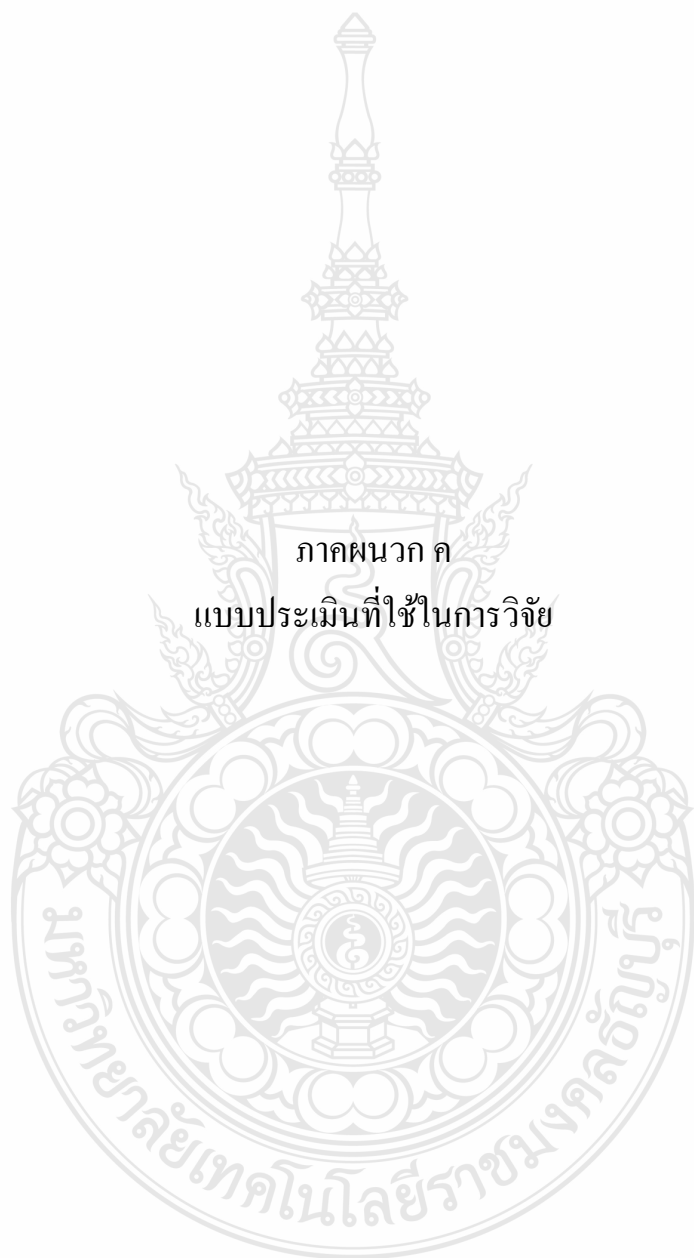 ภาคผนวก ค
แบบประเมินที่ใช้ในการวิจัย
มหาวิทยาลัยเทคโนโลยีราชมงคลธัญบุรี